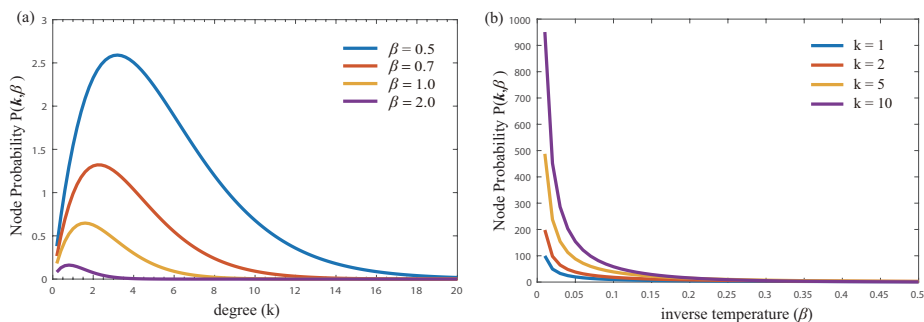 (a)
Node Probability P(k,β)
3
2.5
2
1.5
1
0.5
0
0 2 4 6 8 10 12 14 16 18 20
degree (k)
β = 0.5
β = 0.7
β = 1.0
β = 2.0
(b)
Node Probability P(k,β)
1000
900
800
700
600
500
400
300
200
100
0
0 0.05 0.1 0.15 0.2 0.25 0.3 0.35 0.4 0.45 0.5
inverse temperature (β)
k = 1
k = 2
k = 5
k = 10